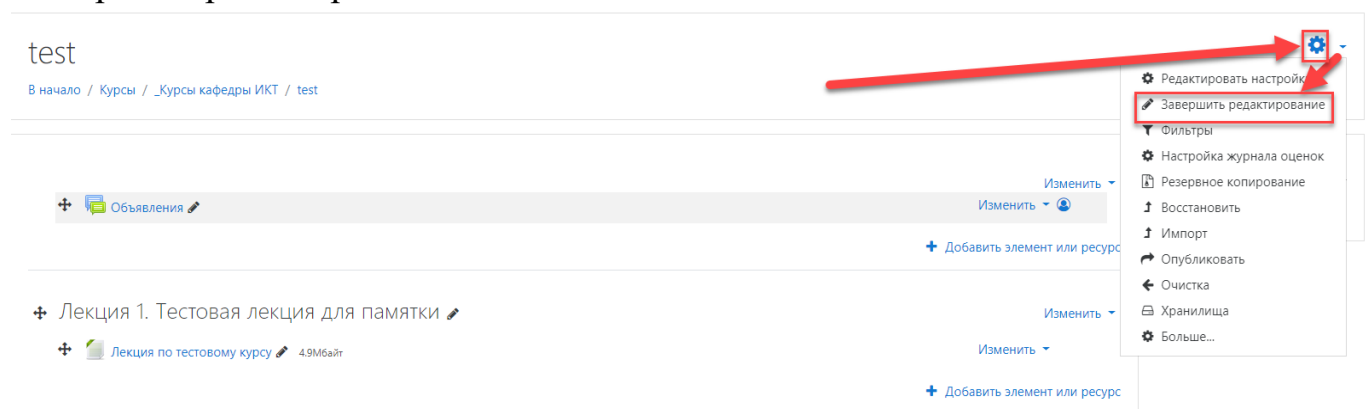 test
В начало / Курсы / _Курсы кафедры ИКТ / test
Редактировать настройки
Завершить редактирование
Фильтры
Настройка журнала оценок
Резервное копирование
Восстановить
Импорт
Опубликовать
Очистка
Хранилища
Больше...
Изменить
Объявления
Изменить
Добавить элемент или ресурс
Лекция 1. Тестовая лекция для памятки
Изменить
Лекция по тестовому курсу 4.9Мбайт
Изменить
Добавить элемент или ресурс